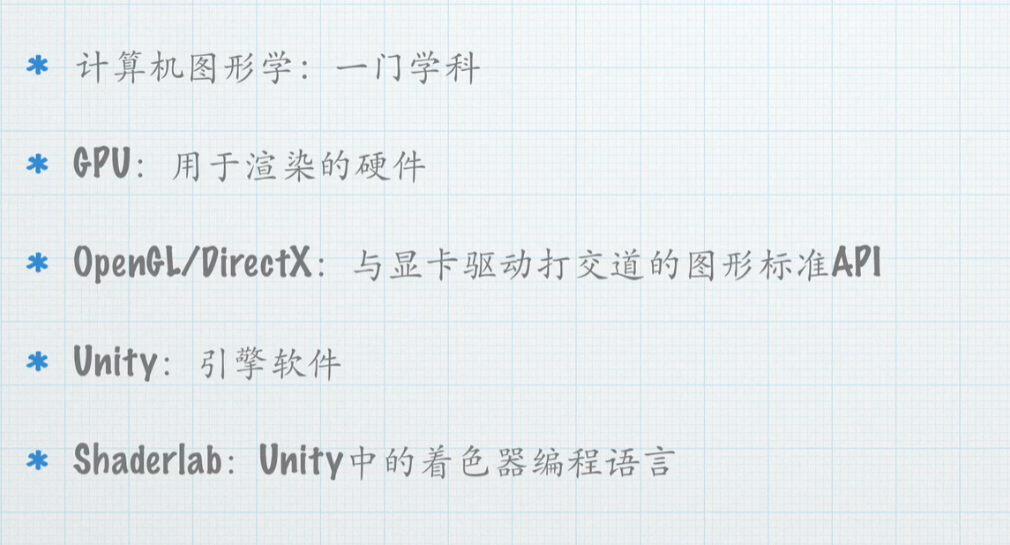 * 计算机图形学：一门学科
* GPU：用于渲染的硬件
* OpenGL/DirectX：与显卡驱动打交道的图形标准API
* Unity：引擎软件
* Shaderlab：Unity中的着色器编程语言